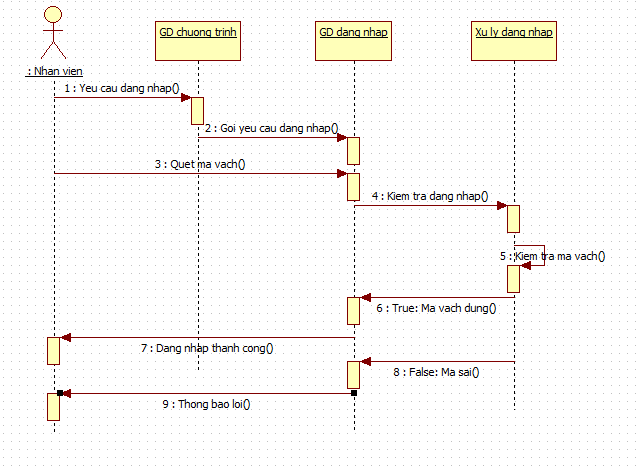 GD chuong trinh
GD dang nhap
Xu ly dang nhap
: Nhan vien
1 : Yeu cau dang nhap()
2 : Goi yeu cau dang nhap()
3 : Quet ma vach()
4 : Kiem tra dang nhap()
5 : Kiem tra ma vach()
6 : True: Ma vach dung()
7 : Dang nhap thanh cong()
8 : False: Ma sai()
9 : Thong bao loi()